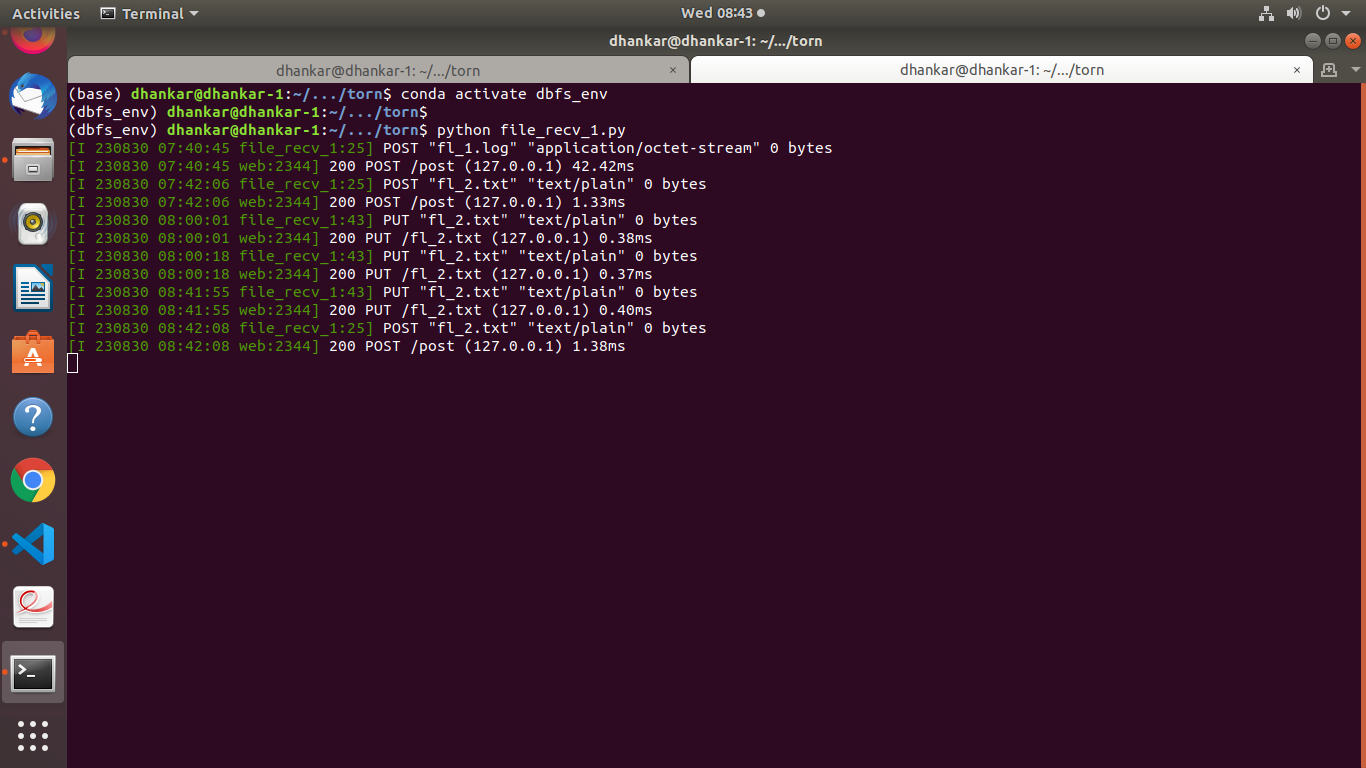 Activities Terminal Wed 08:43
dhankar@dhankar-1: ~/.../torn
dhankar@dhankar-1: ~/.../torn × dhankar@dhankar-1: ~/.../torn ×
(base) dhankar@dhankar-1:~/.../torn$ conda activate dbfs_env
(dbfs_env) dhankar@dhankar-1:~/.../torn$
(dbfs_env) dhankar@dhankar-1:~/.../torn$ python file_recv_1.py
[I 230830 07:40:45 file_recv_1:25] POST "fl_1.log" "application/octet-stream" 0 bytes
[I 230830 07:40:45 web:2344] 200 POST /post (127.0.0.1) 42.42ms
[I 230830 07:42:06 file_recv_1:25] POST "fl_2.txt" "text/plain" 0 bytes
[I 230830 07:42:06 web:2344] 200 POST /post (127.0.0.1) 1.33ms
[I 230830 08:00:01 file_recv_1:43] PUT "fl_2.txt" "text/plain" 0 bytes
[I 230830 08:00:01 web:2344] 200 PUT /fl_2.txt (127.0.0.1) 0.38ms
[I 230830 08:00:18 file_recv_1:43] PUT "fl_2.txt" "text/plain" 0 bytes
[I 230830 08:00:18 web:2344] 200 PUT /fl_2.txt (127.0.0.1) 0.37ms
[I 230830 08:41:55 file_recv_1:43] PUT "fl_2.txt" "text/plain" 0 bytes
[I 230830 08:41:55 web:2344] 200 PUT /fl_2.txt (127.0.0.1) 0.40ms
[I 230830 08:42:08 file_recv_1:25] POST "fl_2.txt" "text/plain" 0 bytes
[I 230830 08:42:08 web:2344] 200 POST /post (127.0.0.1) 1.38ms